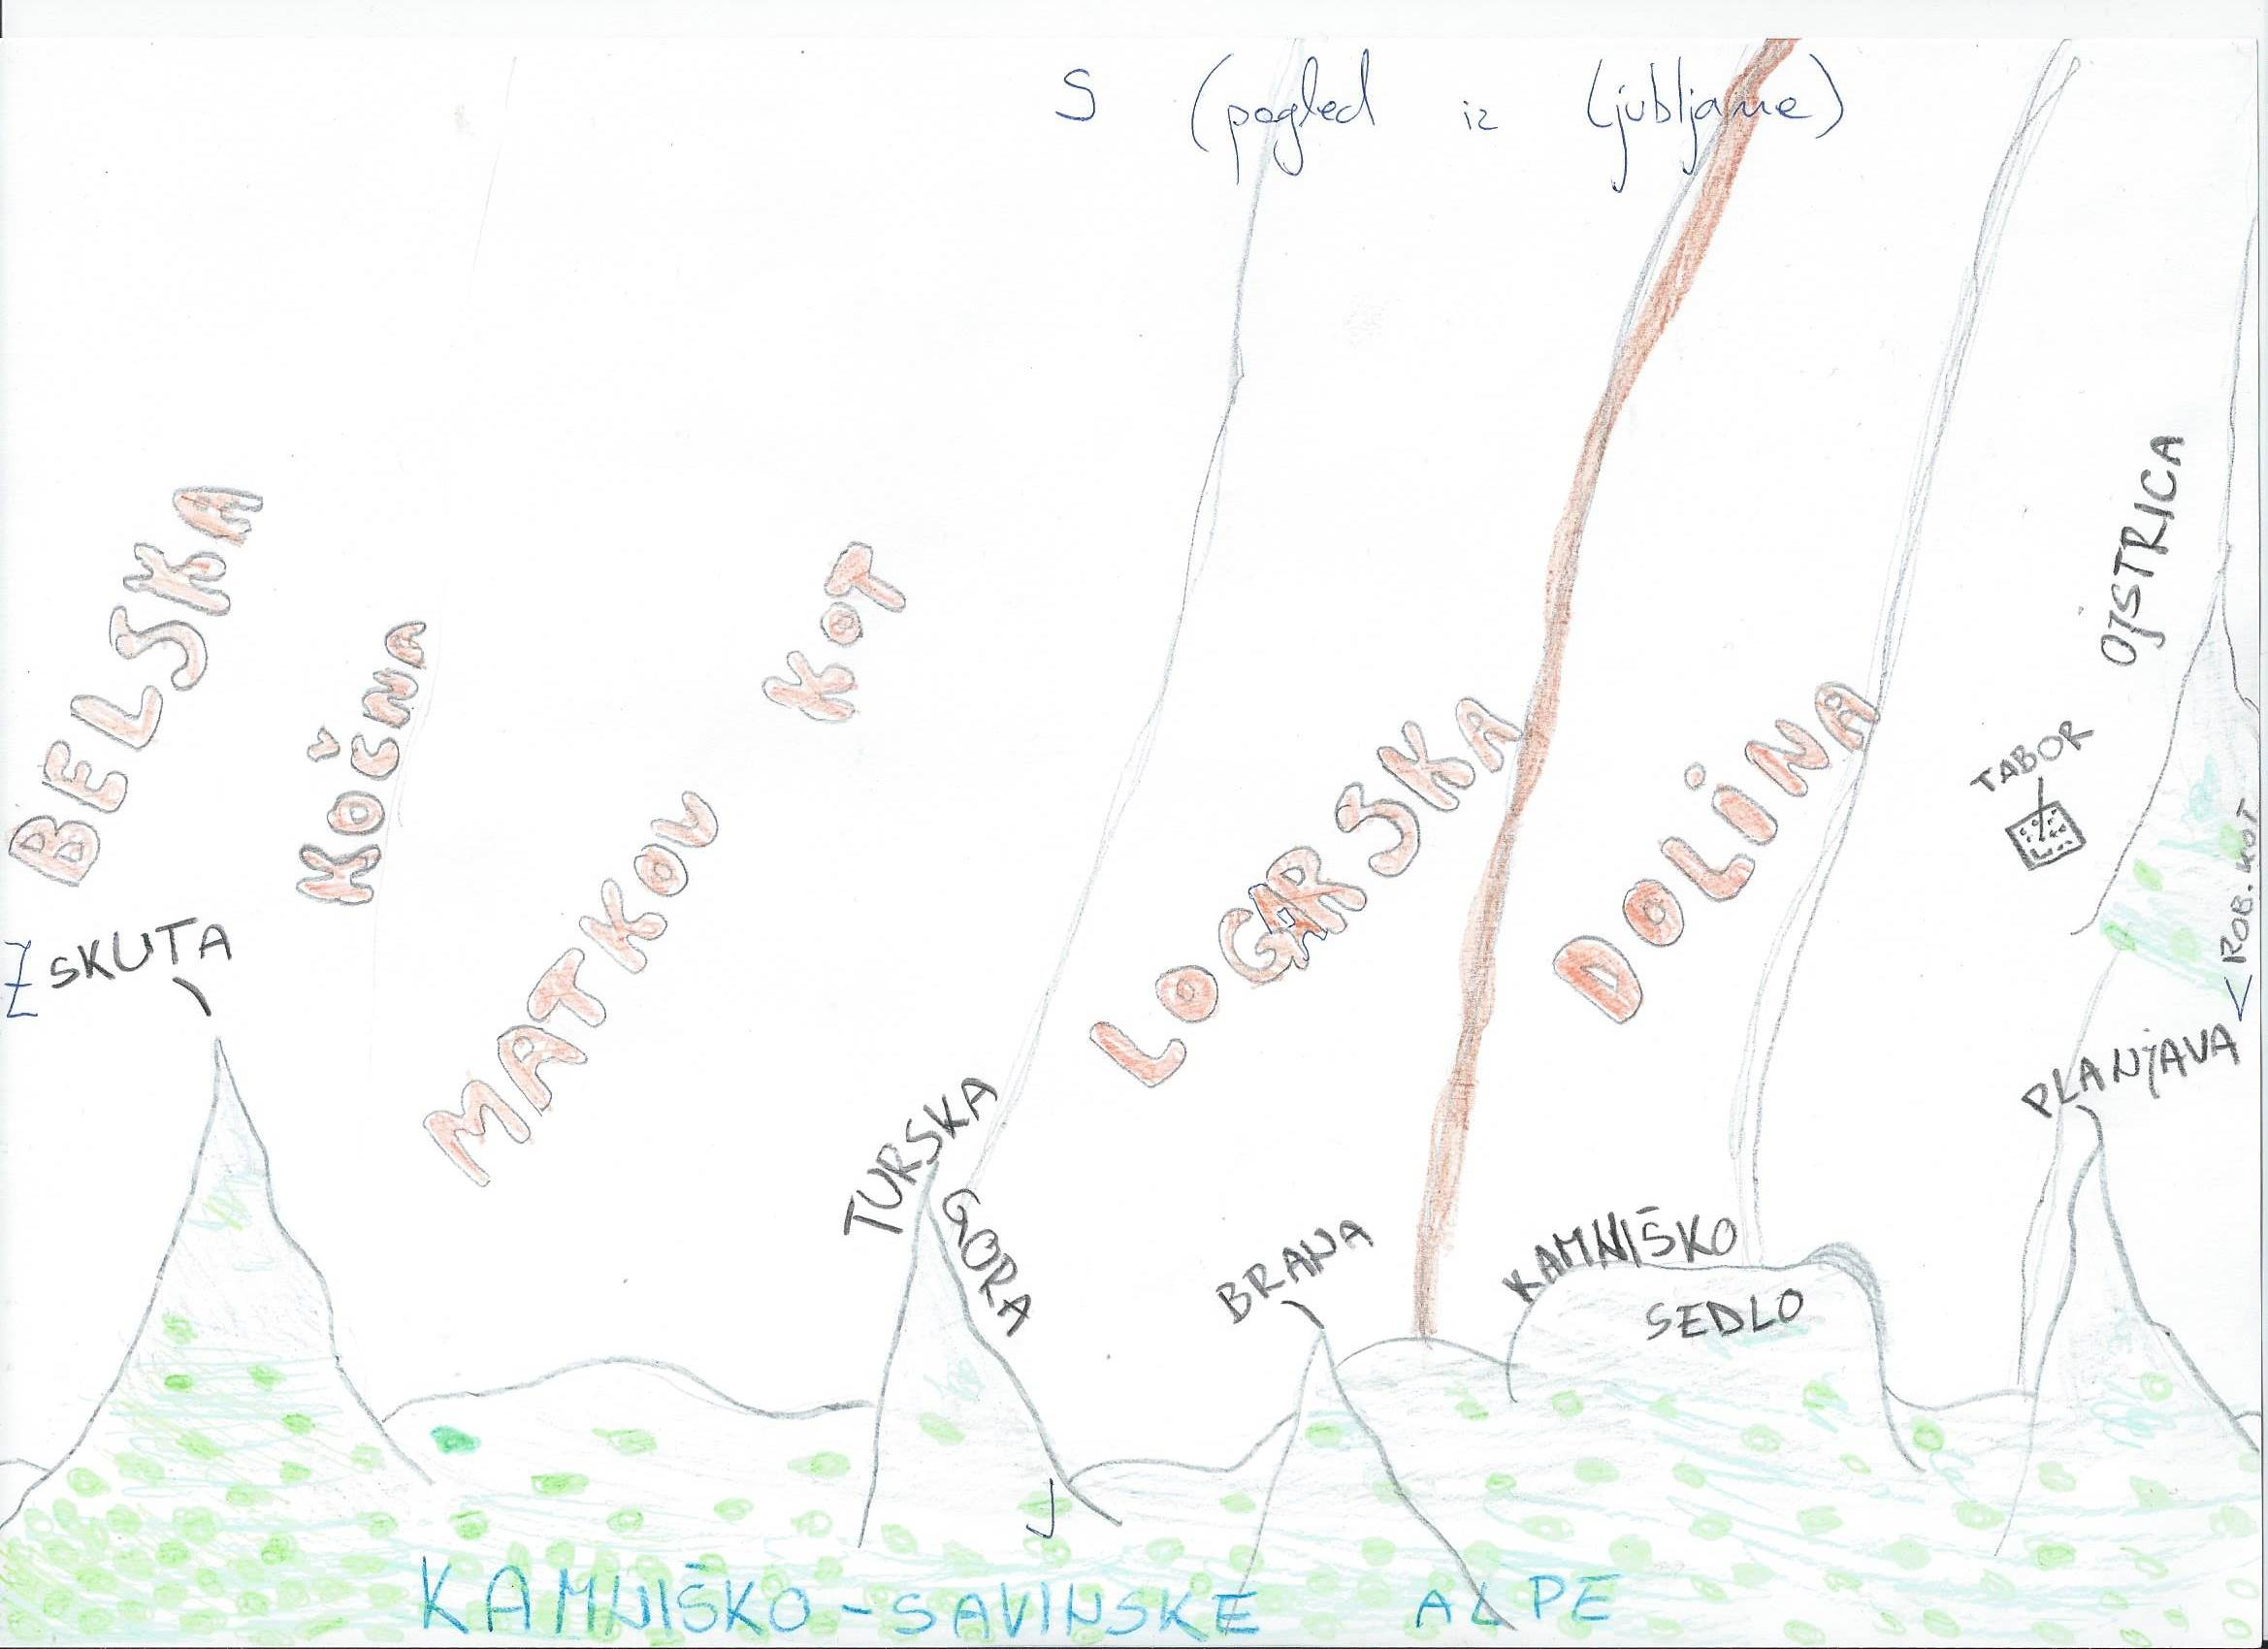 S (pogled iz Ljubljane)
BELSKA
KOČNA
MATKOV KOT
LOGARSKA
DOLINA
OJSTRICA
TABOR
ROB. KOT
Z
SKUTA
V
PLANJAVA
TURSKA
GORA
BRANA
KAMNIŠKO
SEDLO
J
KAMNIŠKO-SAVINSKE ALPE